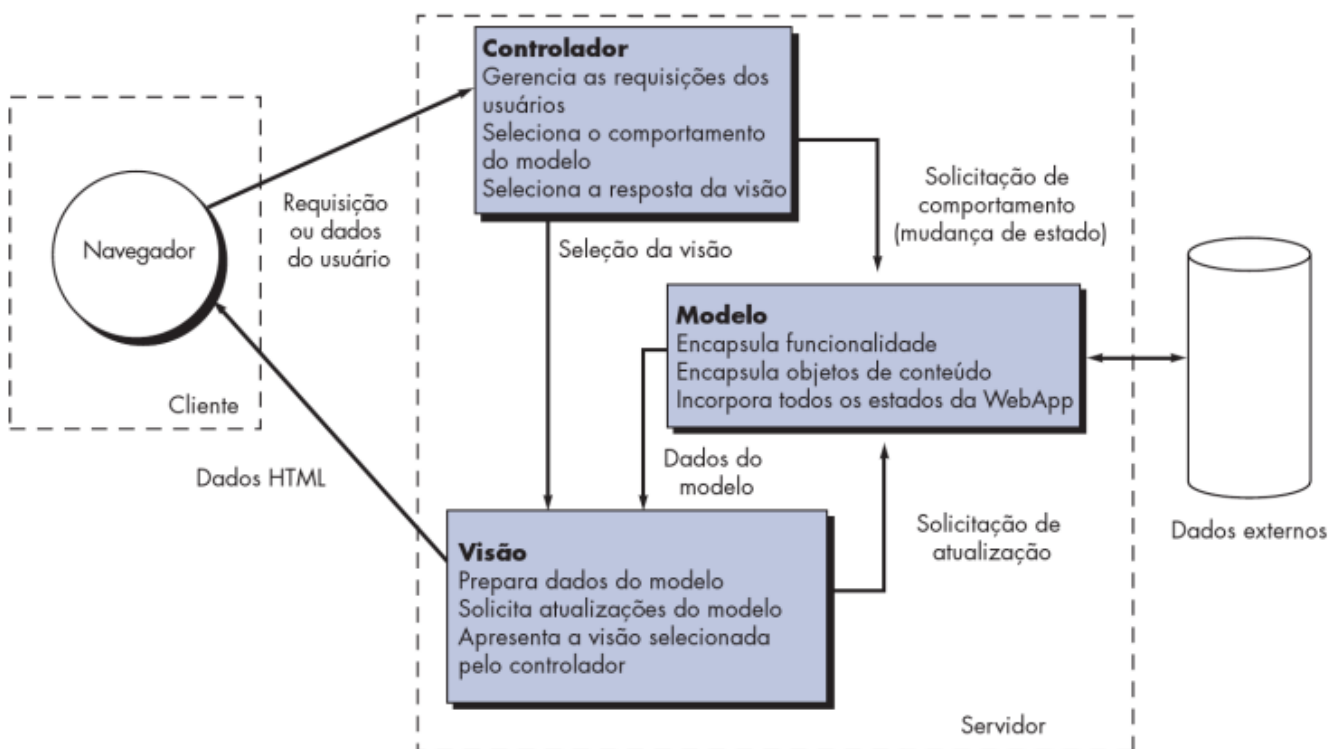 Controlador
Gerencia as requisições dos
usuários
Seleciona o comportamento
do modelo
Seleciona a resposta da visão
Navegador
Requisição
ou dados
do usuário
Cliente
Seleção da visão
Solicitação de
comportamento
(mudança de estado)
Modelo
Encapsula funcionalidade
Encapsula objetos de conteúdo
Incorpora todos os estados da WebApp
Dados do
modelo
Dados HTML
Solicitação de
atualização
Dados externos
Visão
Prepara dados do modelo
Solicita atualizações do modelo
Apresenta a visão selecionada
pelo controlador
Servidor